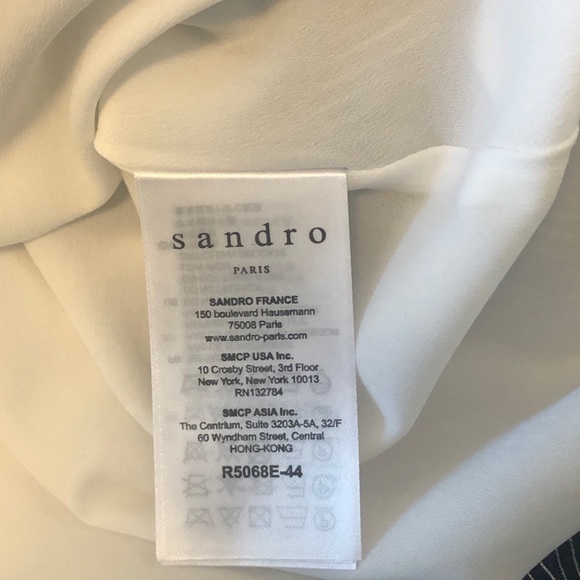 sandro
PARIS
SANDRO FRANCE
150 boulevard Haussmann
75008 Paris
www.sandro-paris.com
SMCP USA Inc.
10 Crosby Street, 3rd Floor
New York, New York 10013
RN132784
SMCP ASIA Inc.
The Centrium, Suite 3203A-5A, 32/F
60 Wyndham Street, Central
HONG-KONG
R5068E-44